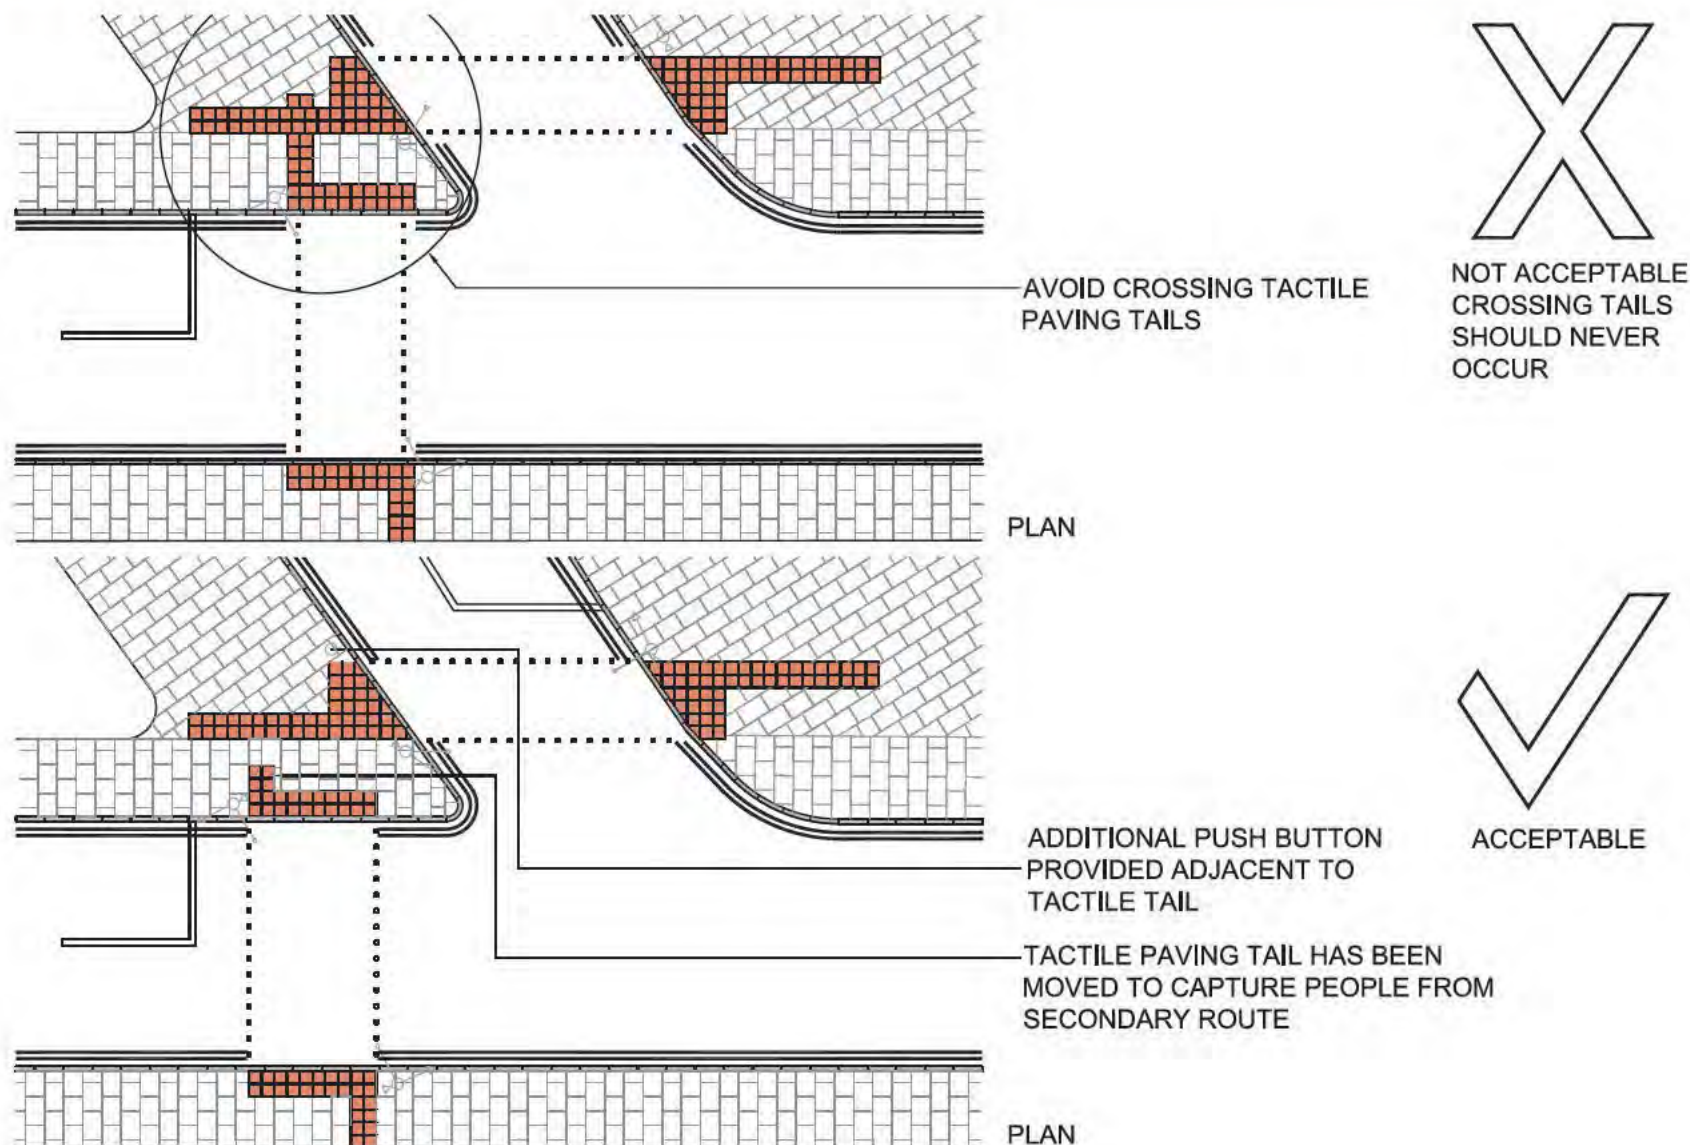 AVOID CROSSING TACTILE
PAVING TAILS
NOT ACCEPTABLE
CROSSING TAILS
SHOULD NEVER
OCCUR
PLAN
ADDITIONAL PUSH BUTTON
PROVIDED ADJACENT TO
TACTILE TAIL
ACCEPTABLE
TACTILE PAVING TAIL HAS BEEN
MOVED TO CAPTURE PEOPLE FROM
SECONDARY ROUTE
PLAN